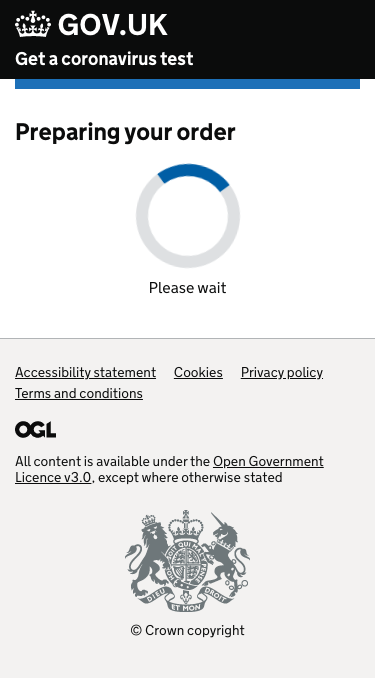 GOV.UK
Get a coronavirus test
Preparing your order
Please wait
Accessibility statement Cookies Privacy policy
Terms and conditions
OGL
All content is available under the Open Government
Licence v3.0, except where otherwise stated
DIEU ET MON DROIT
© Crown copyright